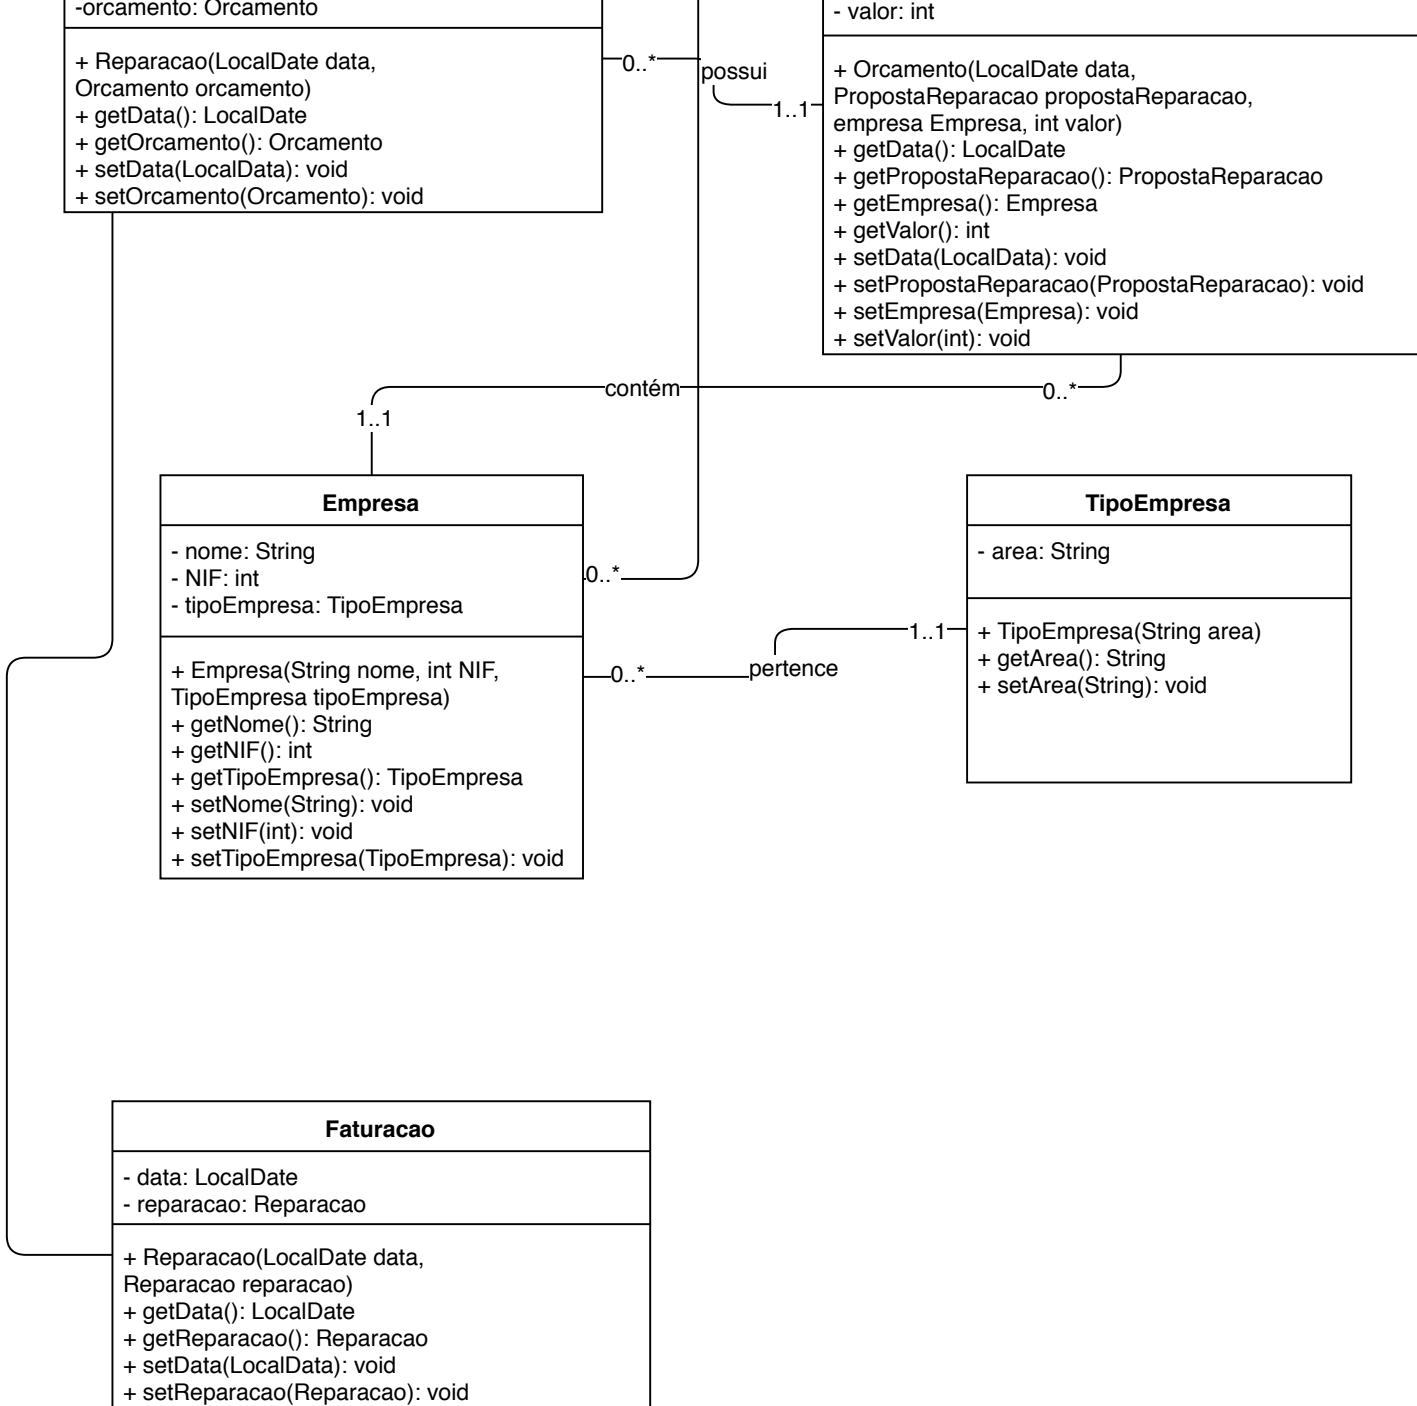 -orcamento: Orcamento
+ Reparacao(LocalDate data,
Orcamento orcamento)
+ getData(): LocalDate
+ getOrcamento(): Orcamento
+ setData(LocalData): void
+ setOrcamento(Orcamento): void
0..*
possui
1..1
- valor: int
+ Orcamento(LocalDate data,
PropostaReparacao propostaReparacao,
empresa Empresa, int valor)
+ getData(): LocalDate
+ getPropostaReparacao(): PropostaReparacao
+ getEmpresa(): Empresa
+ getValor(): int
+ setData(LocalData): void
+ setPropostaReparacao(PropostaReparacao): void
+ setEmpresa(Empresa): void
+ setValor(int): void
contém
0..*
1..1
Empresa
- nome: String
- NIF: int
- tipoEmpresa: TipoEmpresa
+ Empresa(String nome, int NIF,
TipoEmpresa tipoEmpresa)
+ getNome(): String
+ getNIF(): int
+ getTipoEmpresa(): TipoEmpresa
+ setNome(String): void
+ setNIF(int): void
+ setTipoEmpresa(TipoEmpresa): void
0..*
0..*
pertence
1..1
TipoEmpresa
- area: String
+ TipoEmpresa(String area)
+ getArea(): String
+ setArea(String): void
Faturacao
- data: LocalDate
- reparacao: Reparacao
+ Reparacao(LocalDate data,
Reparacao reparacao)
+ getData(): LocalDate
+ getReparacao(): Reparacao
+ setData(LocalData): void
+ setReparacao(Reparacao): void